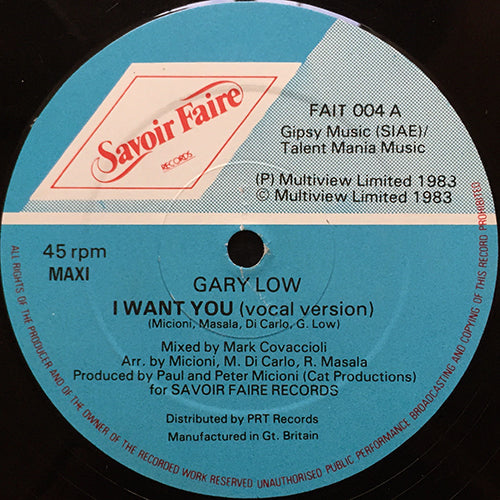 Savoir Faire
RECORDS
FAIT 004 A
Gipsy Music (SIAE)/
Talent Mania Music
(P) Multiview Limited 1983
© Multiview Limited 1983
45 rpm
MAXI
GARY LOW
I WANT YOU (vocal version)
(Micioni, Masala, Di Carlo, G. Low)
Mixed by Mark Covaccioli
Arr. by Micioni, M. Di Carlo, R. Masala
Produced by Paul and Peter Micioni (Cat Productions)
for SAVOIR FAIRE RECORDS
Distributed by PRT Records
Manufactured in Gt. Britain
ALL RIGHTS OF THE PRODUCER AND OF THE OWNER OF THE RECORDED WORK RESERVED UNAUTHORISED PUBLIC PERFORMANCE BROADCASTING AND COPYING OF THIS RECORD PROHIBITED